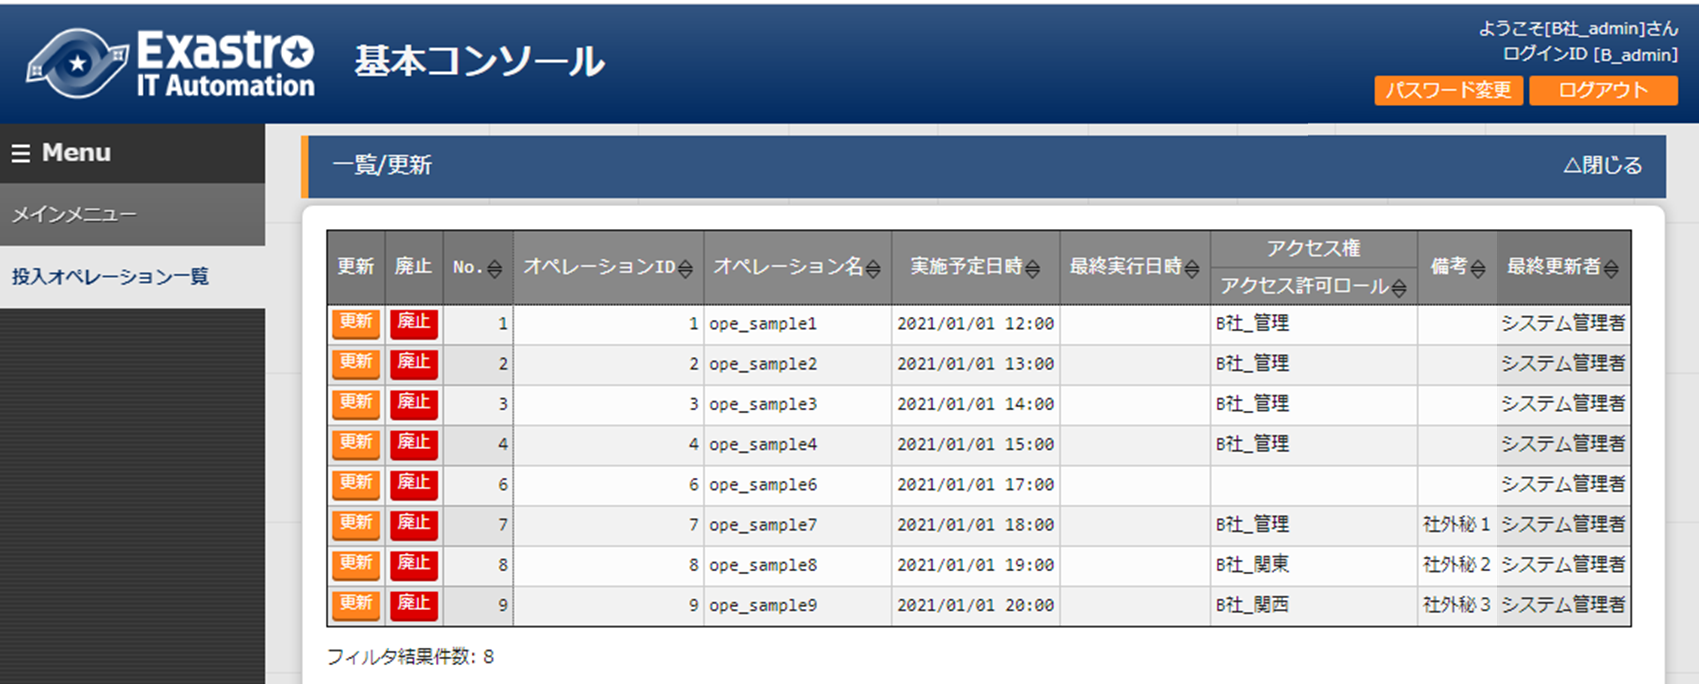 Exastro
IT Automation
基本コンソール
ようこそ[B社_admin]さん
ログインID [B_admin]
パスワード変更 ログアウト
Menu
メインメニュー
投入オペレーション一覧
一覧/更新 △閉じる
更新 廃止 No. オペレーションID オペレーション名 実施予定日時 最終実行日時 アクセス権 備考 最終更新者
アクセス許可ロール
更新 廃止 1 1 ope_sample1 2021/01/01 12:00 B社_管理 システム管理者
更新 廃止 2 2 ope_sample2 2021/01/01 13:00 B社_管理 システム管理者
更新 廃止 3 3 ope_sample3 2021/01/01 14:00 B社_管理 システム管理者
更新 廃止 4 4 ope_sample4 2021/01/01 15:00 B社_管理 システム管理者
更新 廃止 6 6 ope_sample6 2021/01/01 17:00 システム管理者
更新 廃止 7 7 ope_sample7 2021/01/01 18:00 B社_管理 社外秘1 システム管理者
更新 廃止 8 8 ope_sample8 2021/01/01 19:00 B社_関東 社外秘2 システム管理者
更新 廃止 9 9 ope_sample9 2021/01/01 20:00 B社_関西 社外秘3 システム管理者
フィルタ結果件数: 8